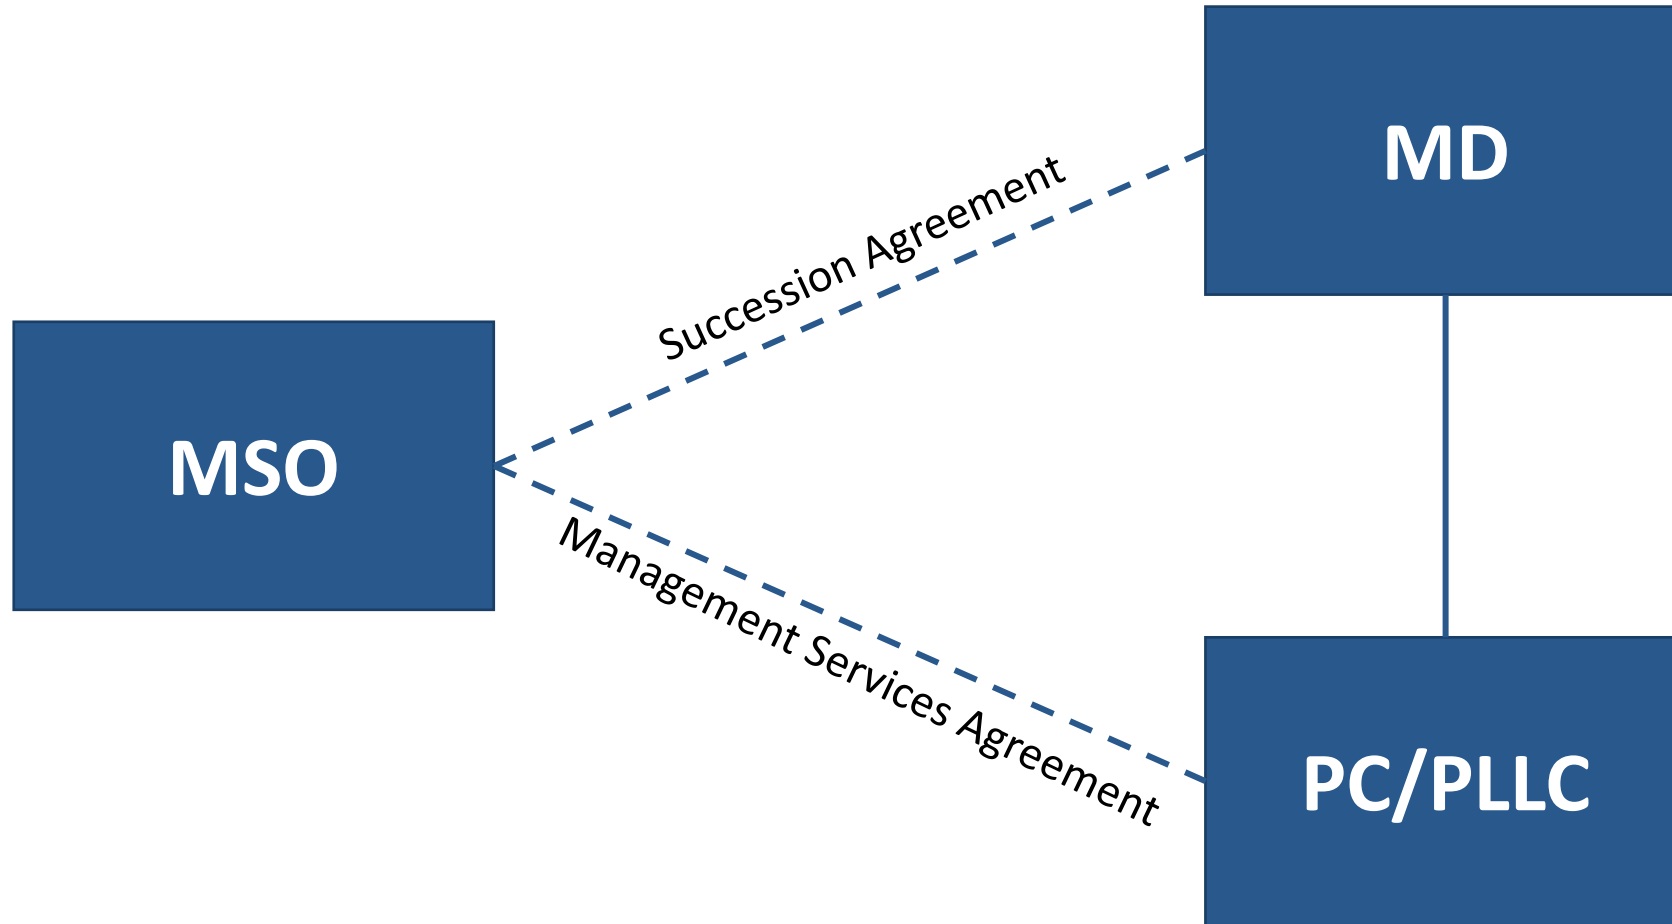 MD
Succession Agreement
MSO
Management Services Agreement
PC/PLLC